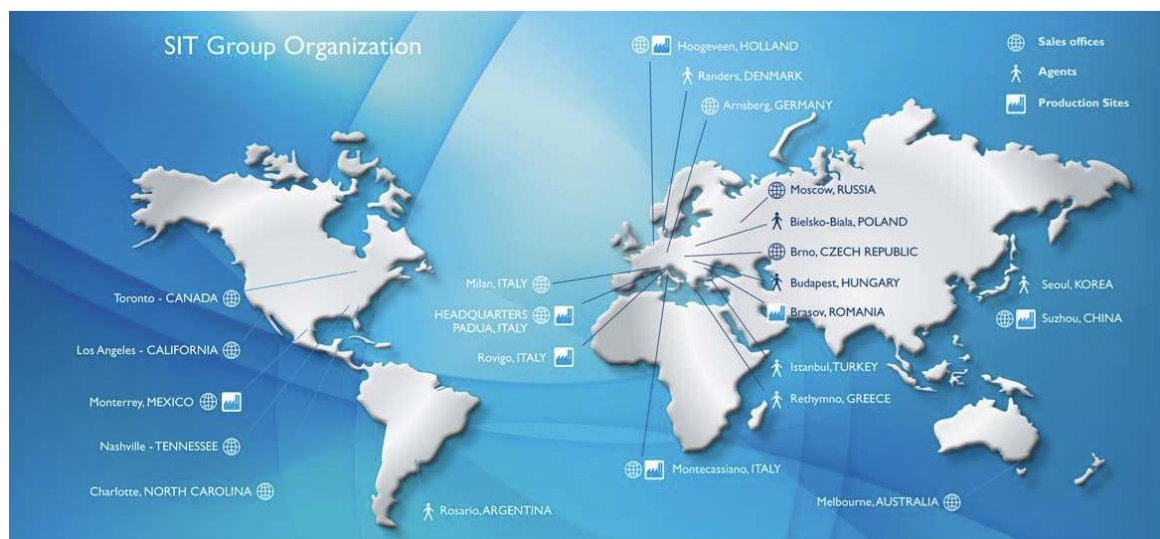 SIT Group Organization
Hoogeveen, HOLLAND
Randers, DENMARK
Arnsberg, GERMANY
Sales offices
Agents
Production Sites
Moscow, RUSSIA
Bielsko-Biala, POLAND
Brno, CZECH REPUBLIC
Budapest, HUNGARY
Brasov, ROMANIA
Istanbul, TURKEY
Rethymno, GREECE
Milan, ITALY
HEADQUARTERS
PADUA, ITALY
Rovigo, ITALY
Montecassiano, ITALY
Toronto - CANADA
Los Angeles - CALIFORNIA
Monterrey, MEXICO
Nashville - TENNESSEE
Charlotte, NORTH CAROLINA
Rosario, ARGENTINA
Seoul, KOREA
Suzhou, CHINA
Melbourne, AUSTRALIA